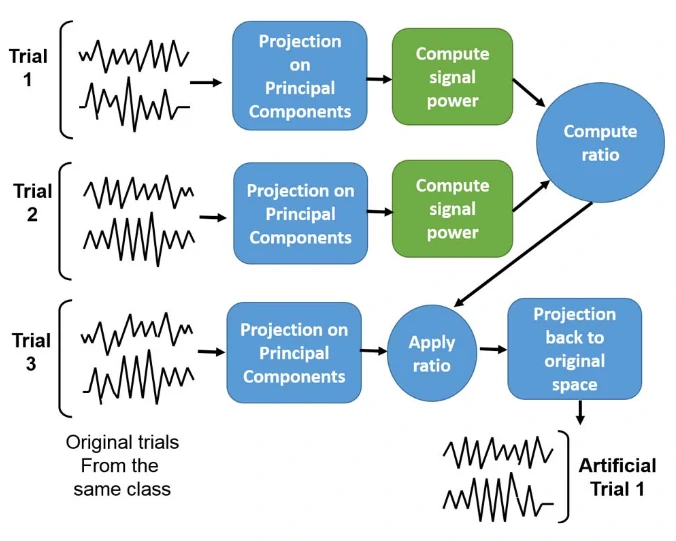 Trial
1
Projection
on
Principal
Components
Compute
signal
power
Compute
ratio
Trial
2
Projection on
Principal
Components
Compute
signal
power
Trial
3
Projection on
Principal
Components
Apply
ratio
Projection
back to
original
space
Original trials
From the
same class
Artificial
Trial 1